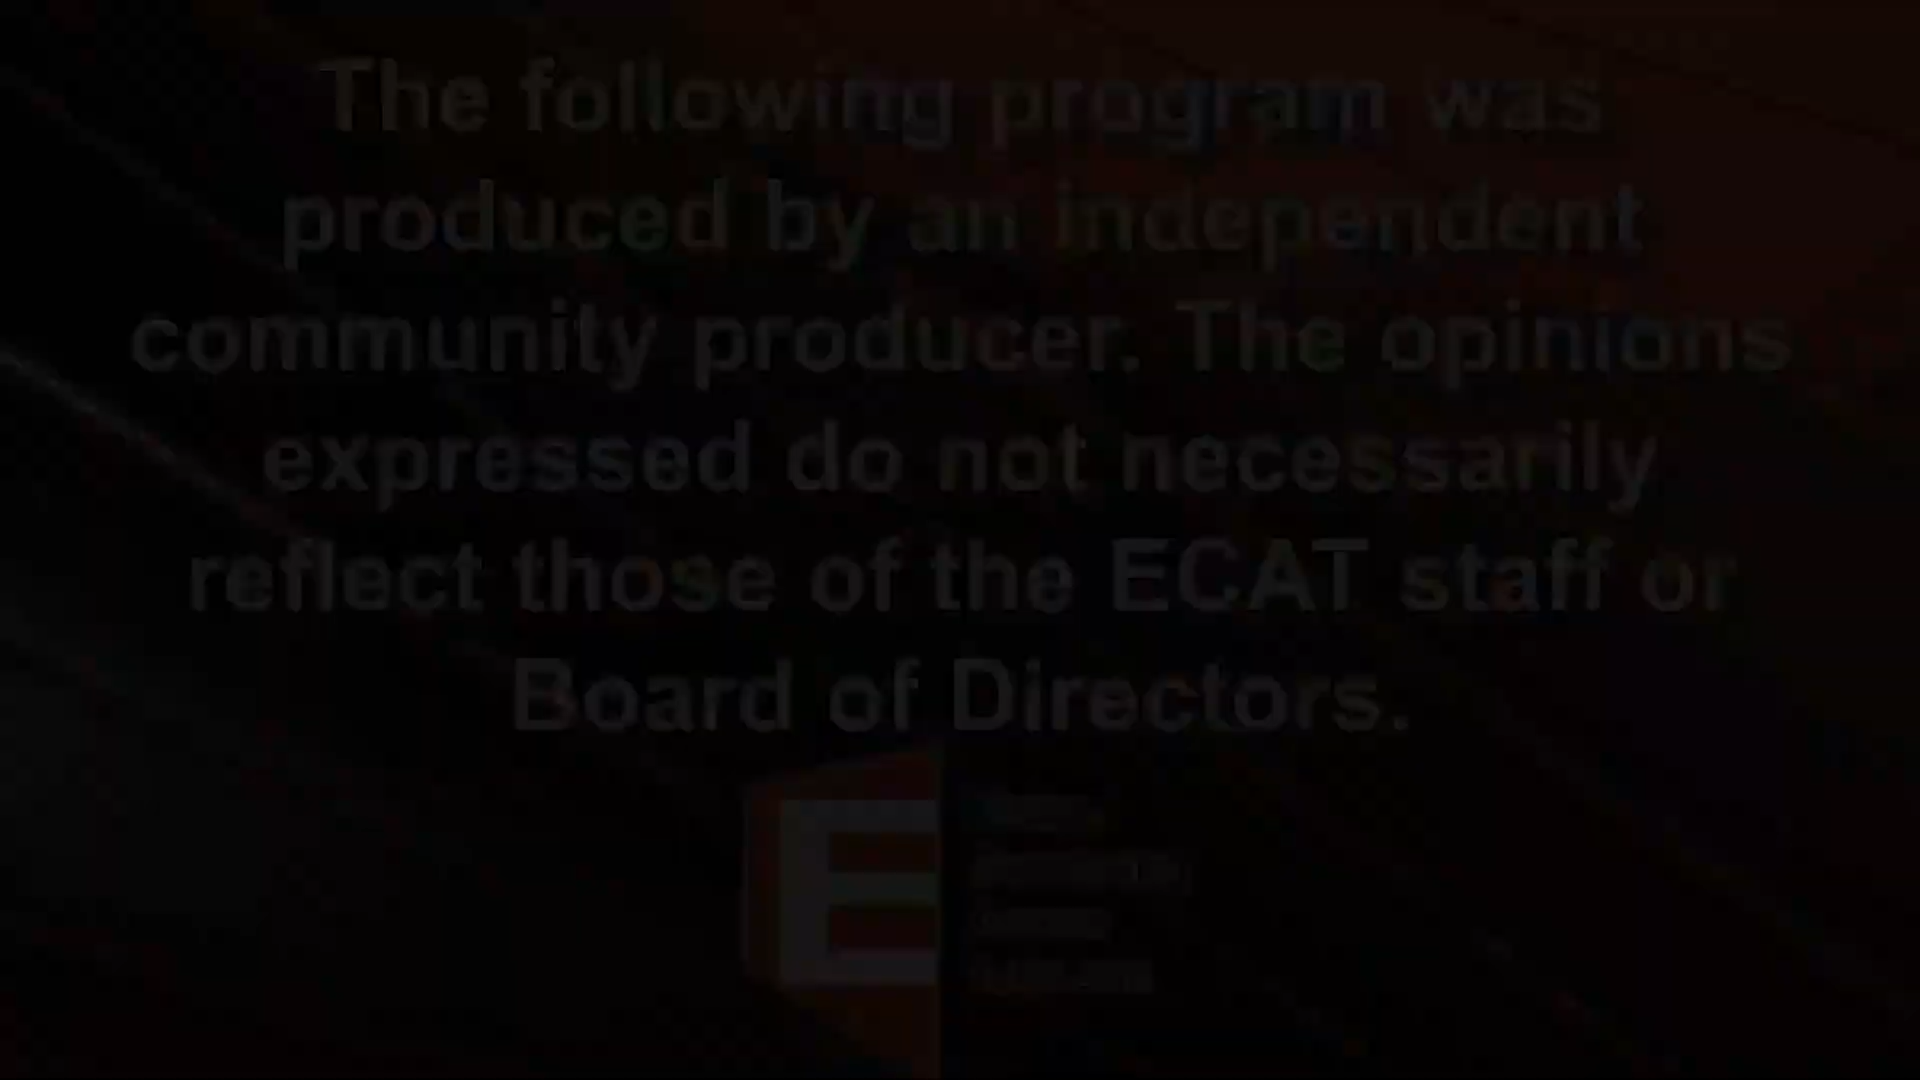 The following program was
produced by an independent
community producer. The opinions
expressed do not necessarily
reflect those of the ECAT staff or
Board of Directors.
E